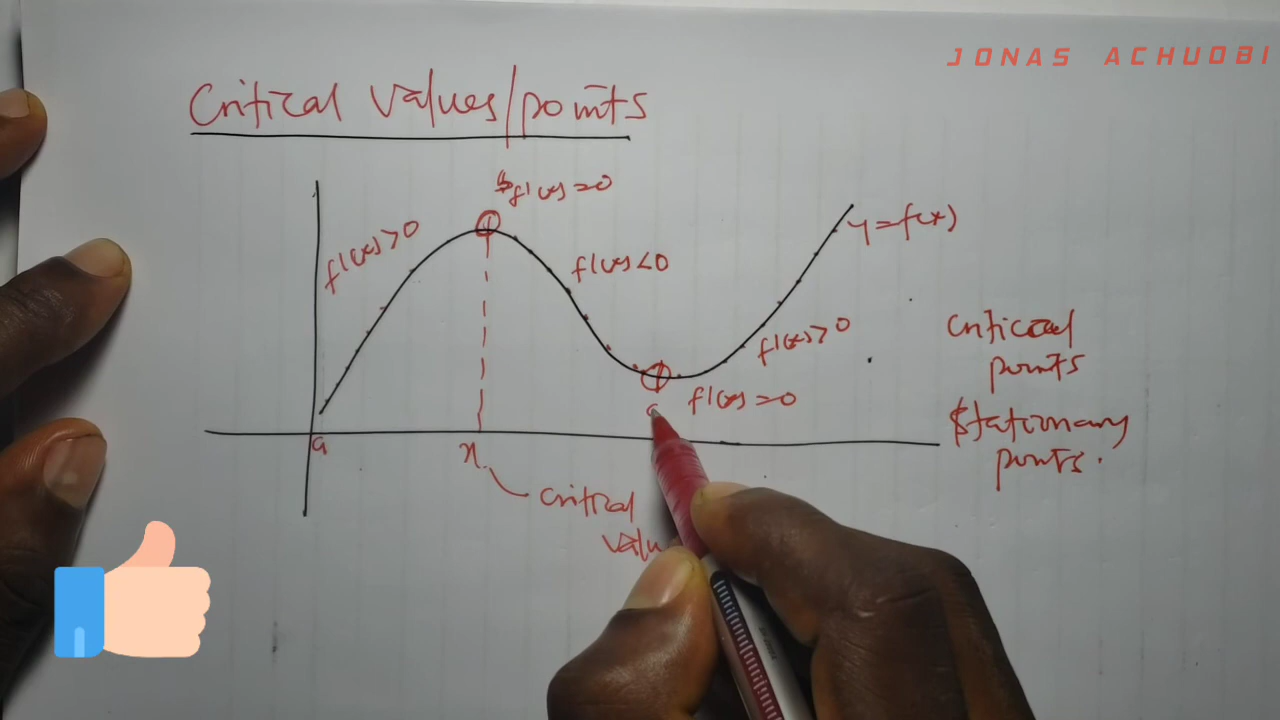 JONAS ACHUOBI
Critical values/points
f'(x)=0
f'(x)>0
f'(x)<0
y=f(x)
f'(x)>0
f'(x)=0
Critical
points
Stationary
points.
a
x
Critical
valu